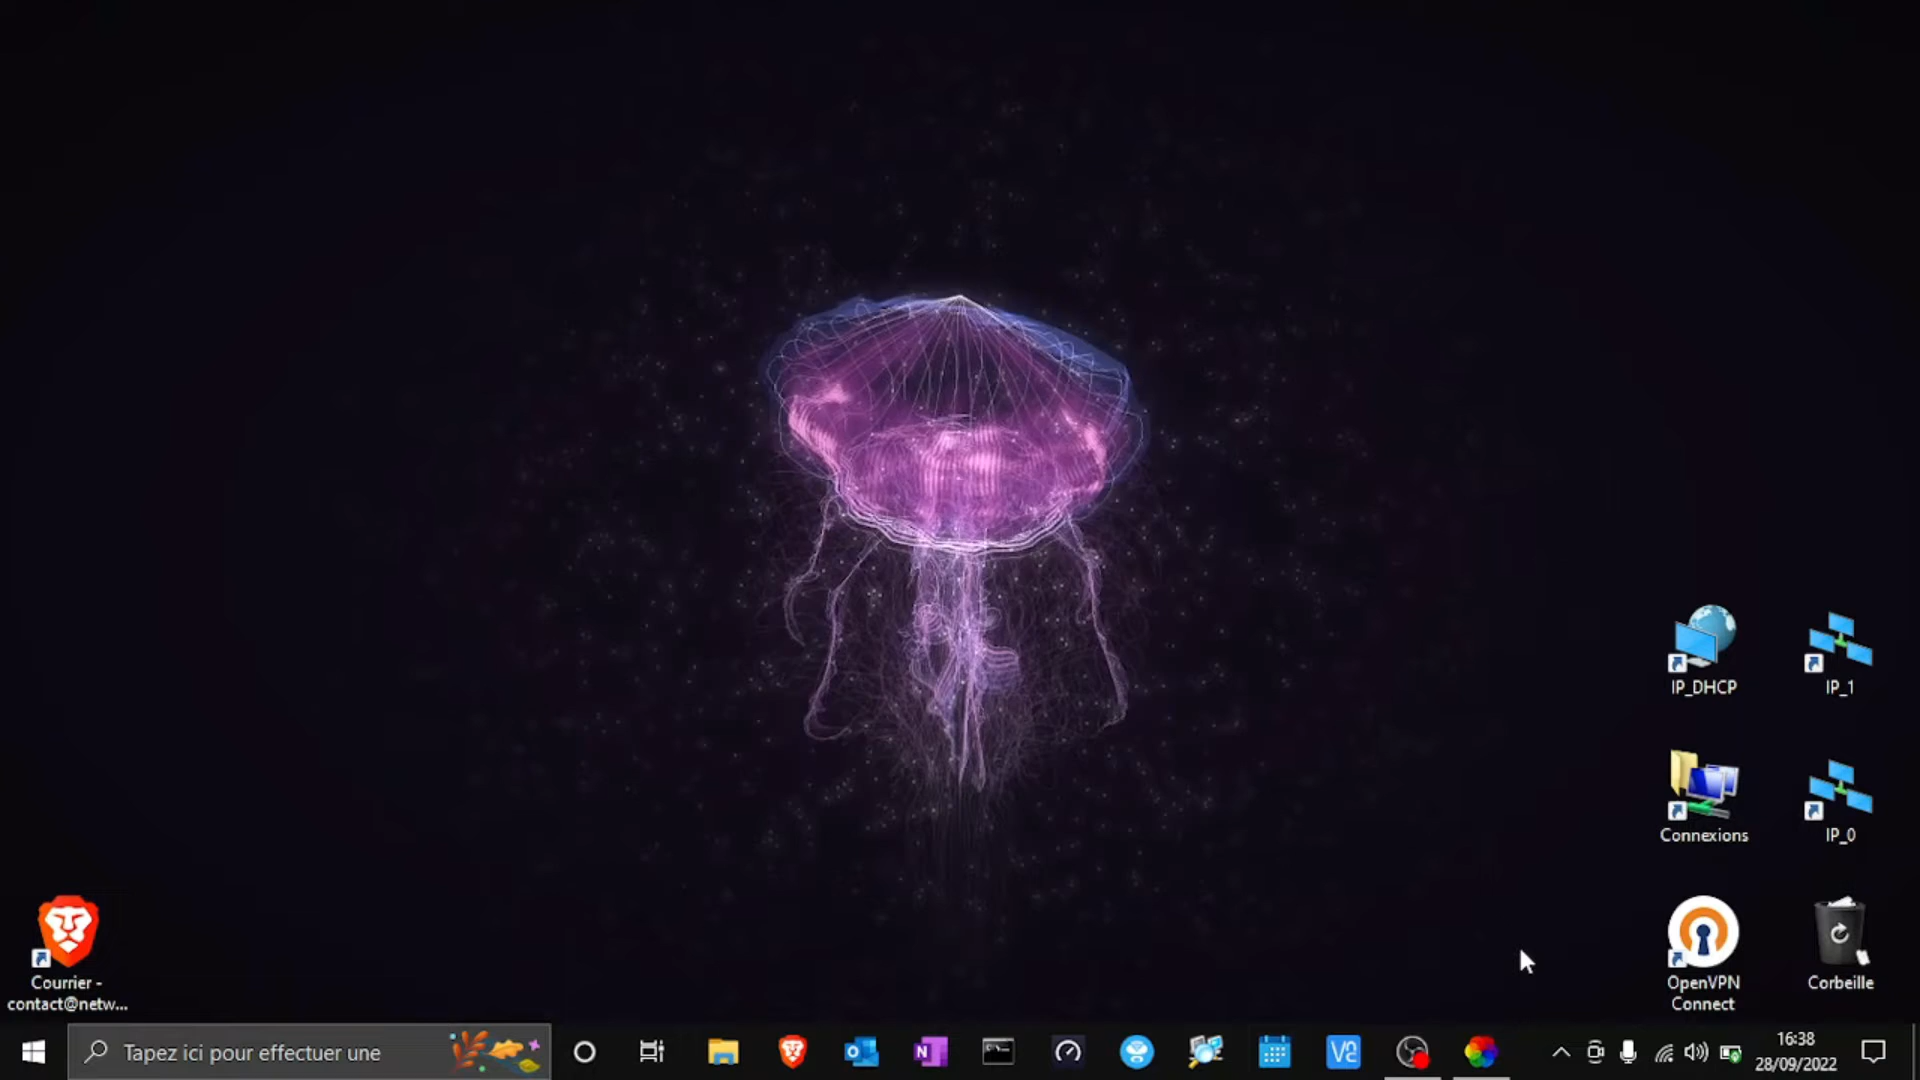 IP_DHCP
IP_1
Connexions
IP_0
Courrier -
contact@netw...
OpenVPN
Connect
Corbeille
Tapez ici pour effectuer une
16:38
28/09/2022